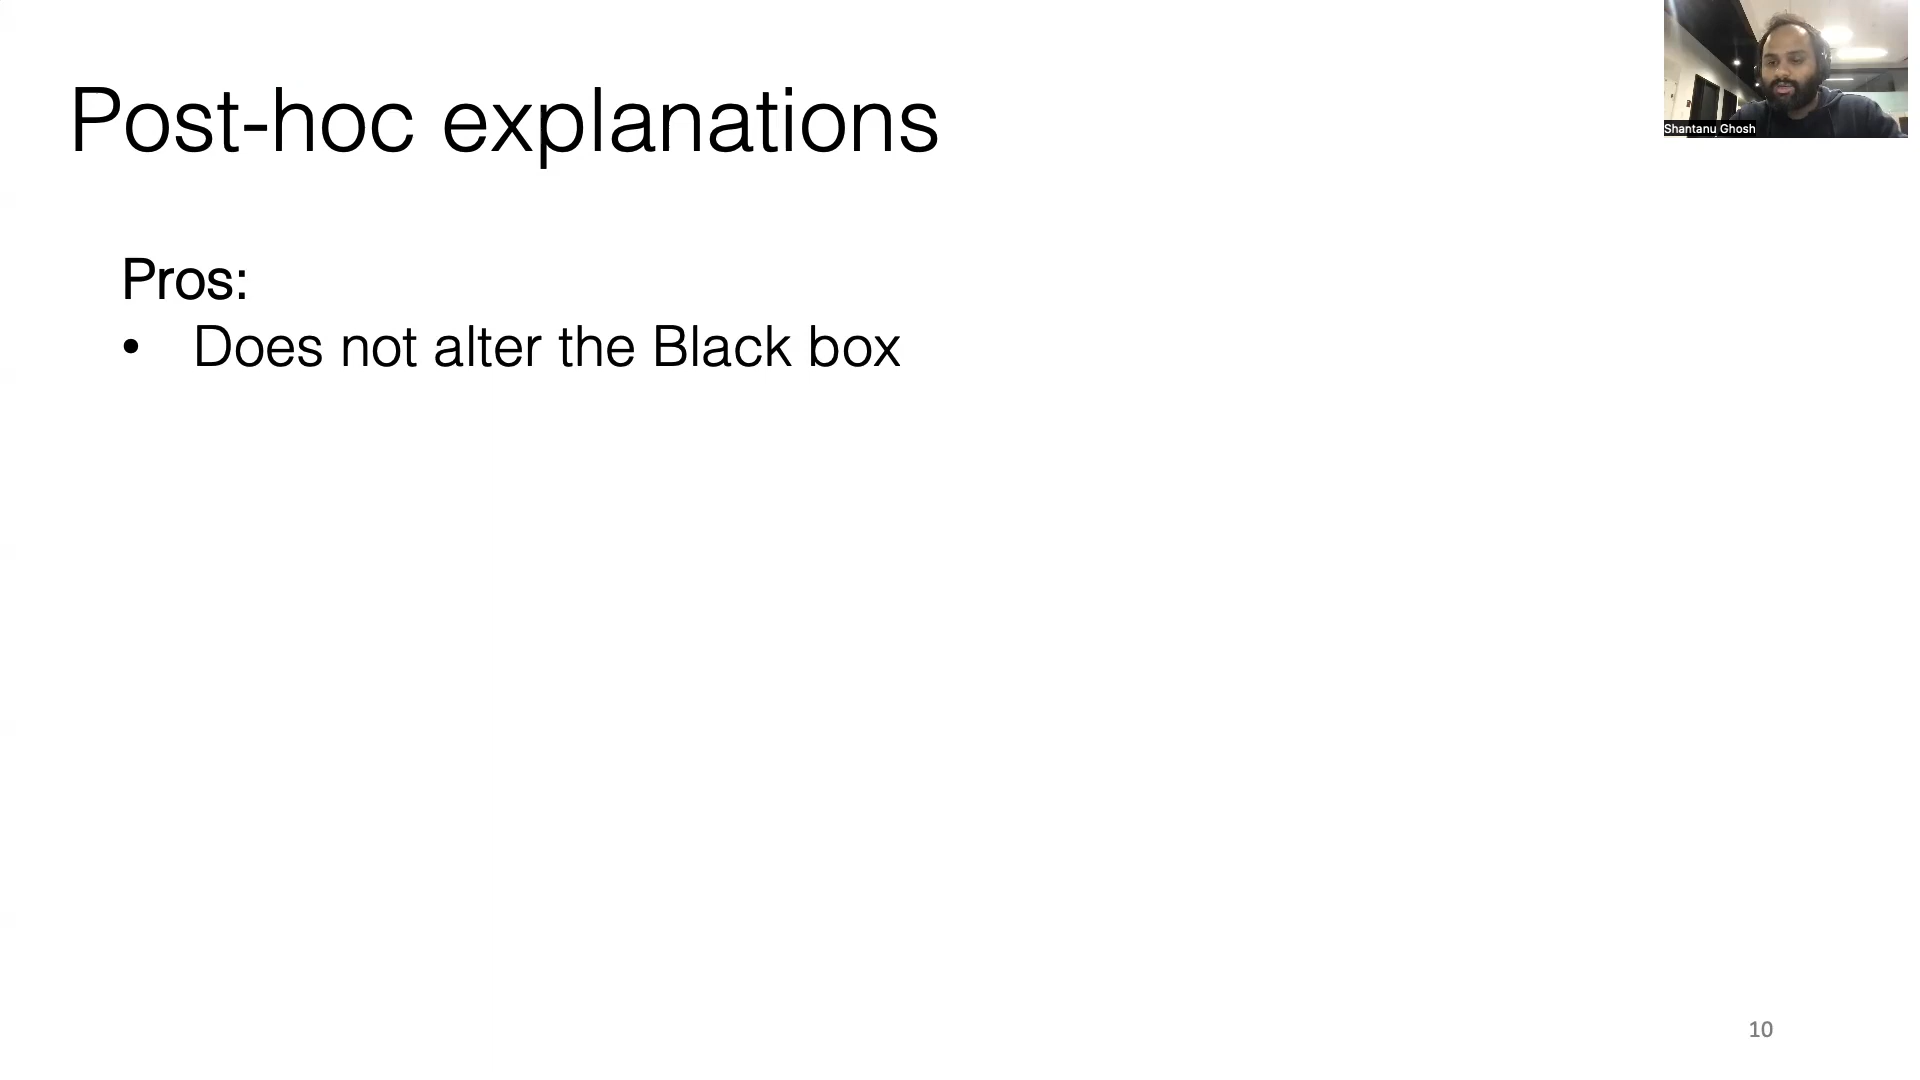 Post-hoc explanations
Shantanu Ghosh
Pros:
• Does not alter the Black box
10